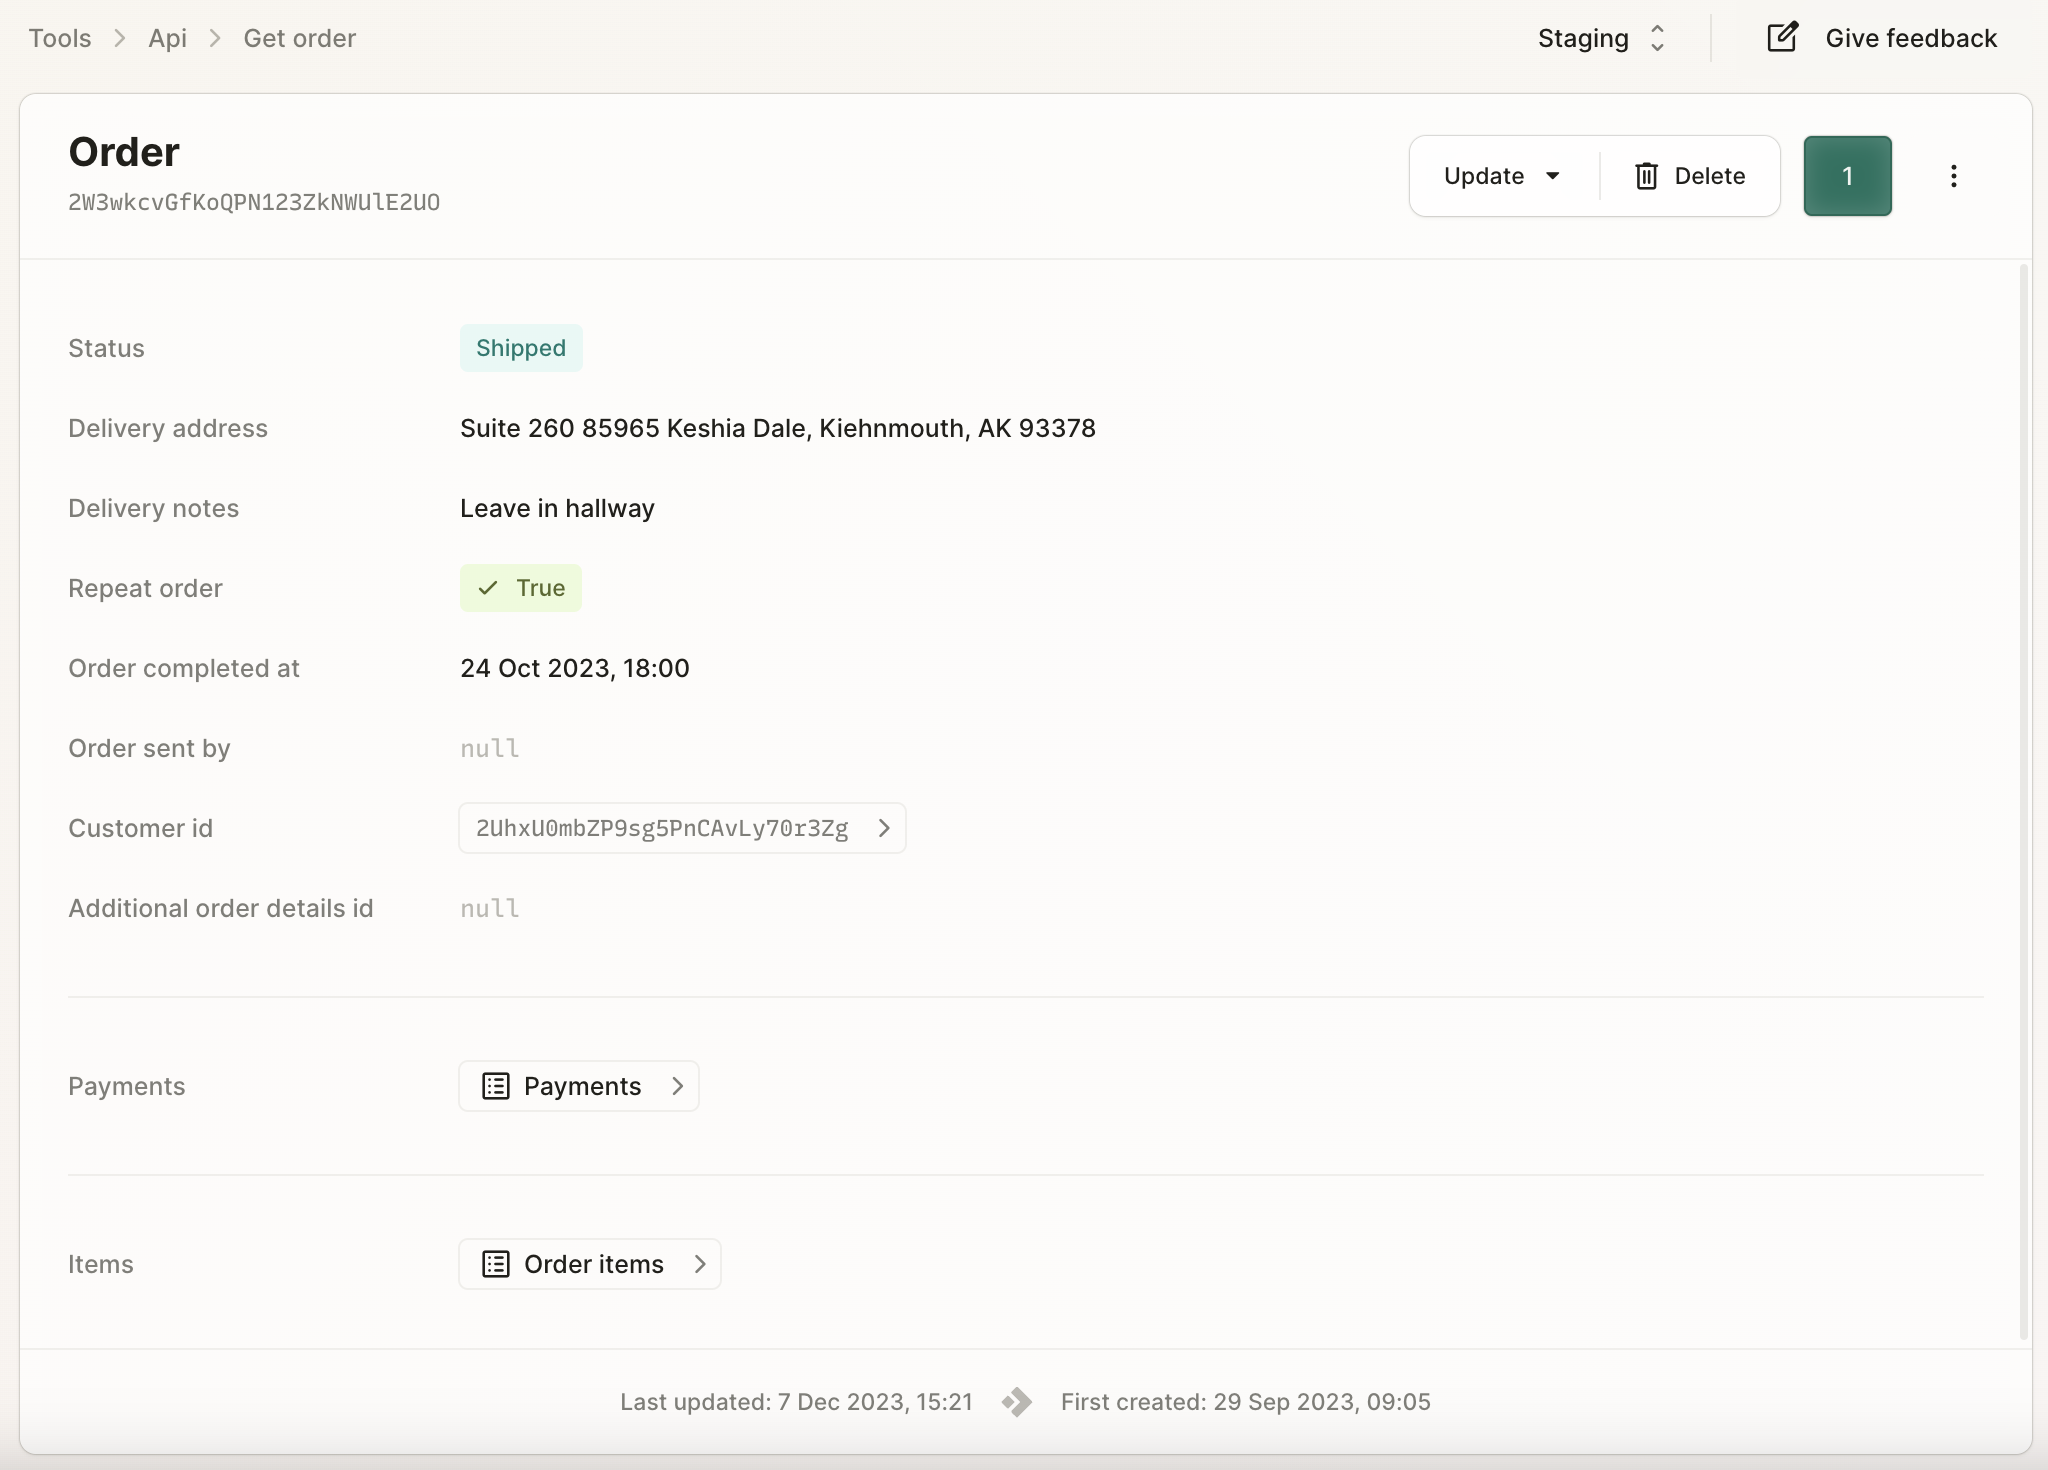 Tools > Api > Get order
Staging
Give feedback
Order
2W3wkcvGfKoQPN123ZkNWUlE2UO
Update
Delete
1
Status
Shipped
Delivery address
Suite 260 85965 Keshia Dale, Kiehnmouth, AK 93378
Delivery notes
Leave in hallway
Repeat order
True
Order completed at
24 Oct 2023, 18:00
Order sent by
null
Customer id
2UhxU0mbZP9sg5PnCAvLy70r3Zg
Additional order details id
null
Payments
Payments
Items
Order items
Last updated: 7 Dec 2023, 15:21
First created: 29 Sep 2023, 09:05